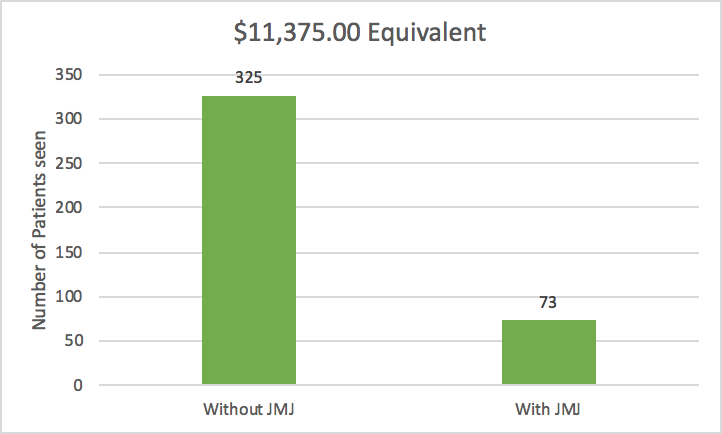 $11,375.00 Equivalent
Number of Patients seen
350
300
250
200
150
100
50
0
325
73
Without JMJ
With JMJ